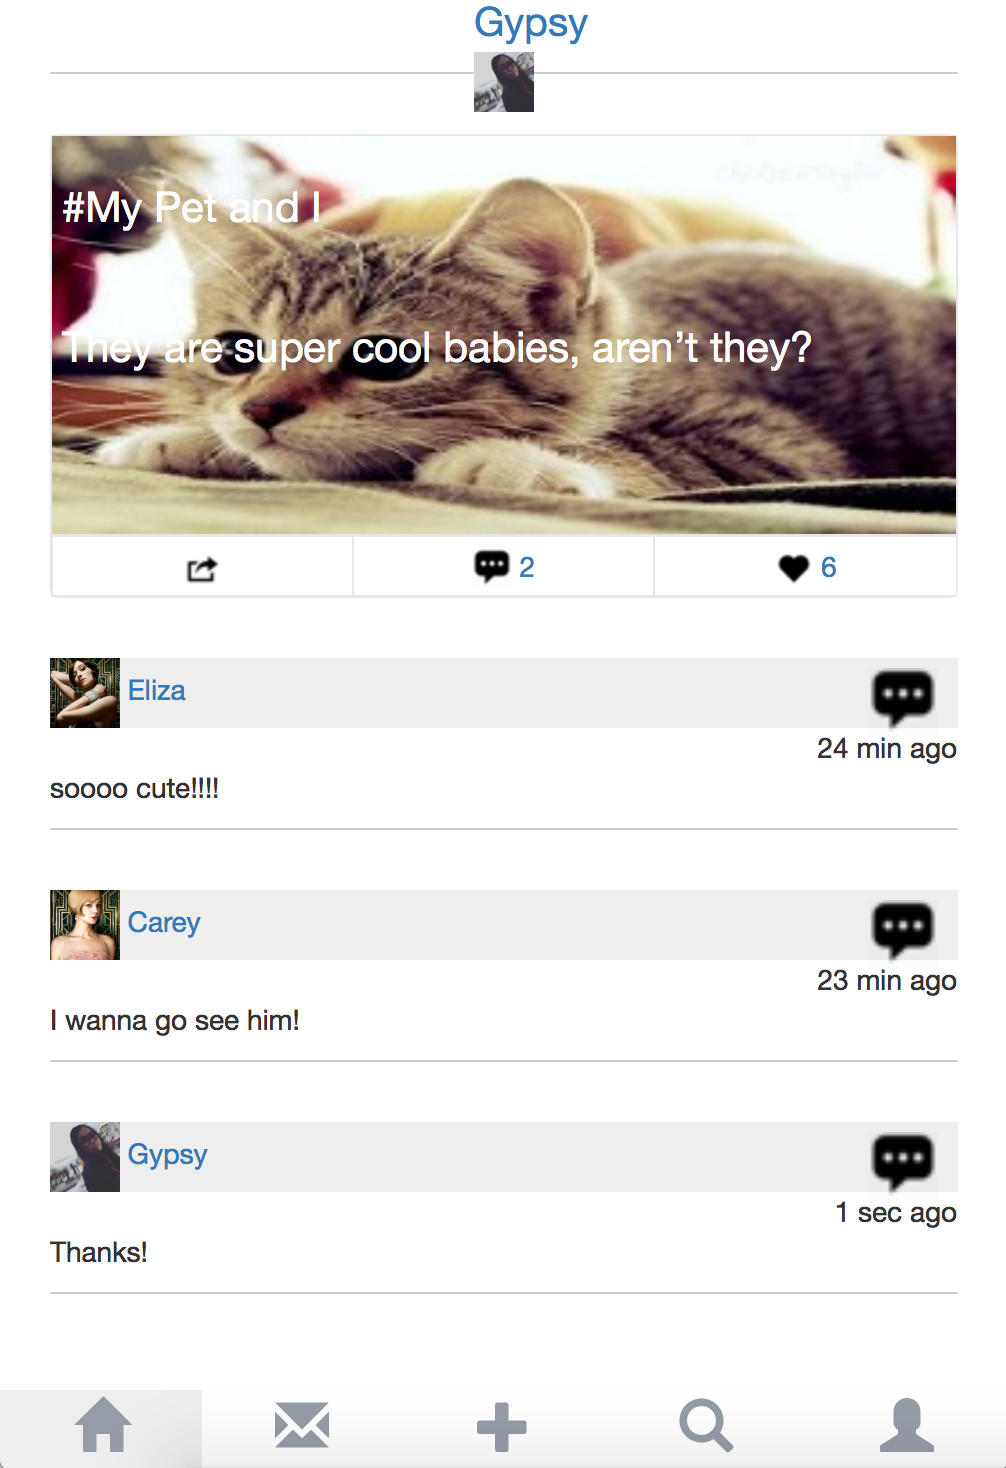 Gypsy
#My Pet and I
They are super cool babies, aren’t they?
2
6
Eliza
24 min ago
soooo cute!!!!
Carey
23 min ago
I wanna go see him!
Gypsy
1 sec ago
Thanks!